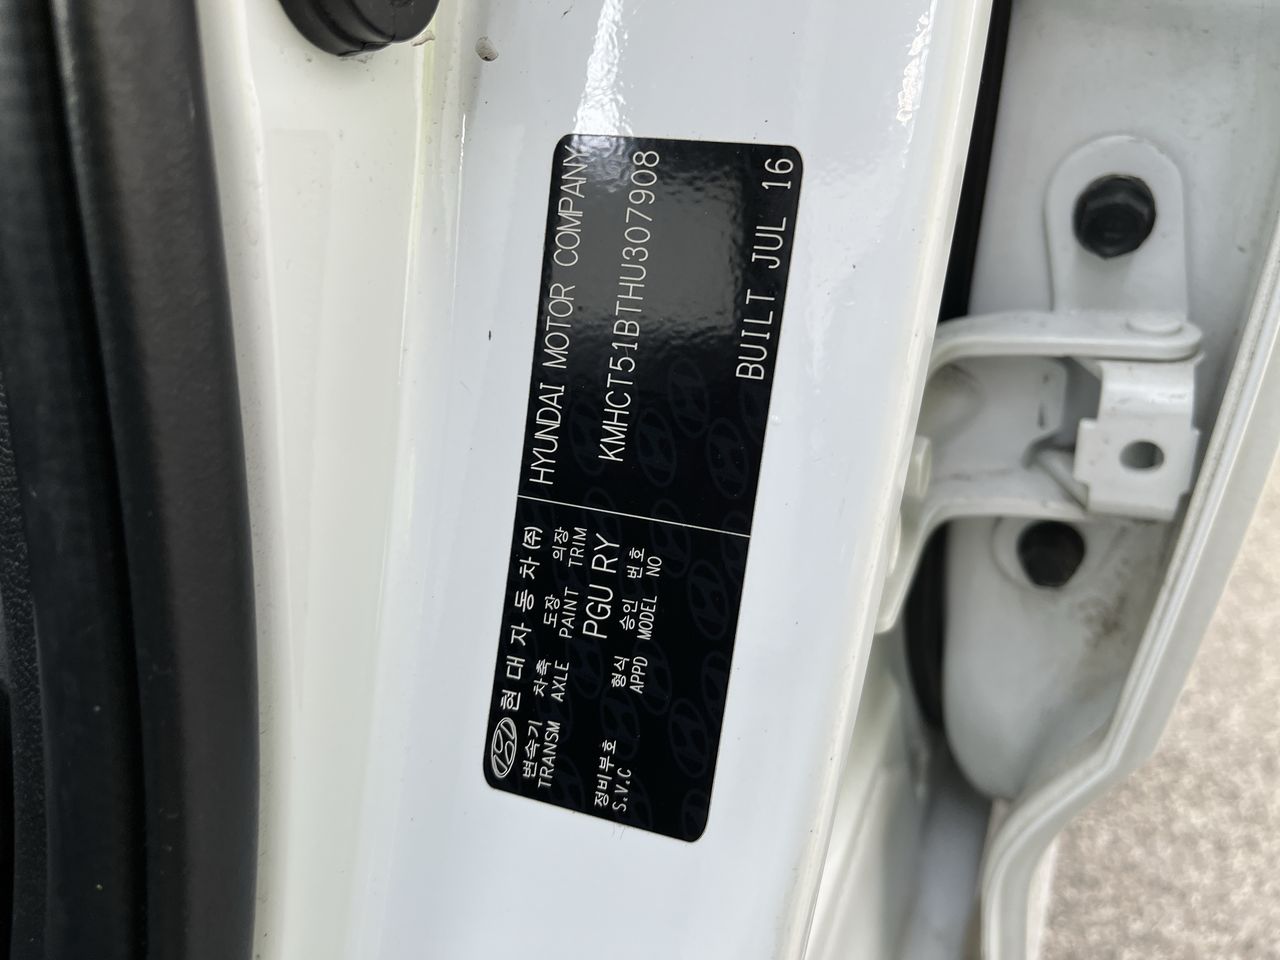 현대자동차(주)
변속기 차축 도장 의장
TRANSM AXLE PAINT TRIM
PGU RY
정비부호 형식 승인 번호
S.V.C APPD MODEL NO
HYUNDAI MOTOR COMPANY
KMHCT51BTHU307908
BUILT JUL 16